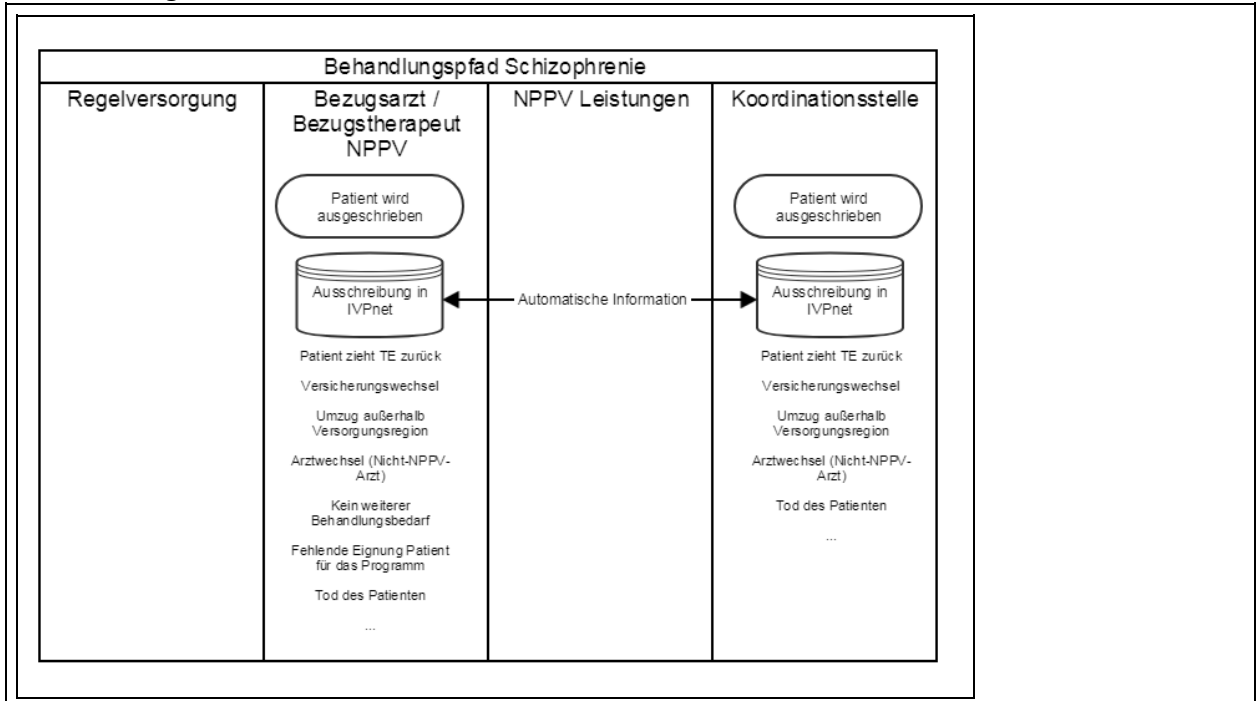 Behandlungspfad Schizophrenie
Regelversorgung
Bezugsarzt /
Bezugstherapeut
NPPV
NPPV Leistungen
Koordinationsstelle
Patient wird
ausgeschrieben
Patient wird
ausgeschrieben
Ausschreibung in
IVPnet
Automatische Information
Ausschreibung in
IVPnet
Patient zieht TE zurück
Versicherungswechsel
Umzug außerhalb
Versorgungsregion
Arztwechsel (Nicht-NPPV-
Arzt)
Kein weiterer
Behandlungsbedarf
Fehlende Eignung Patient
für das Programm
Tod des Patienten
...
Patient zieht TE zurück
Versicherungswechsel
Umzug außerhalb
Versorgungsregion
Arztwechsel (Nicht-NPPV-
Arzt)
Tod des Patienten
...